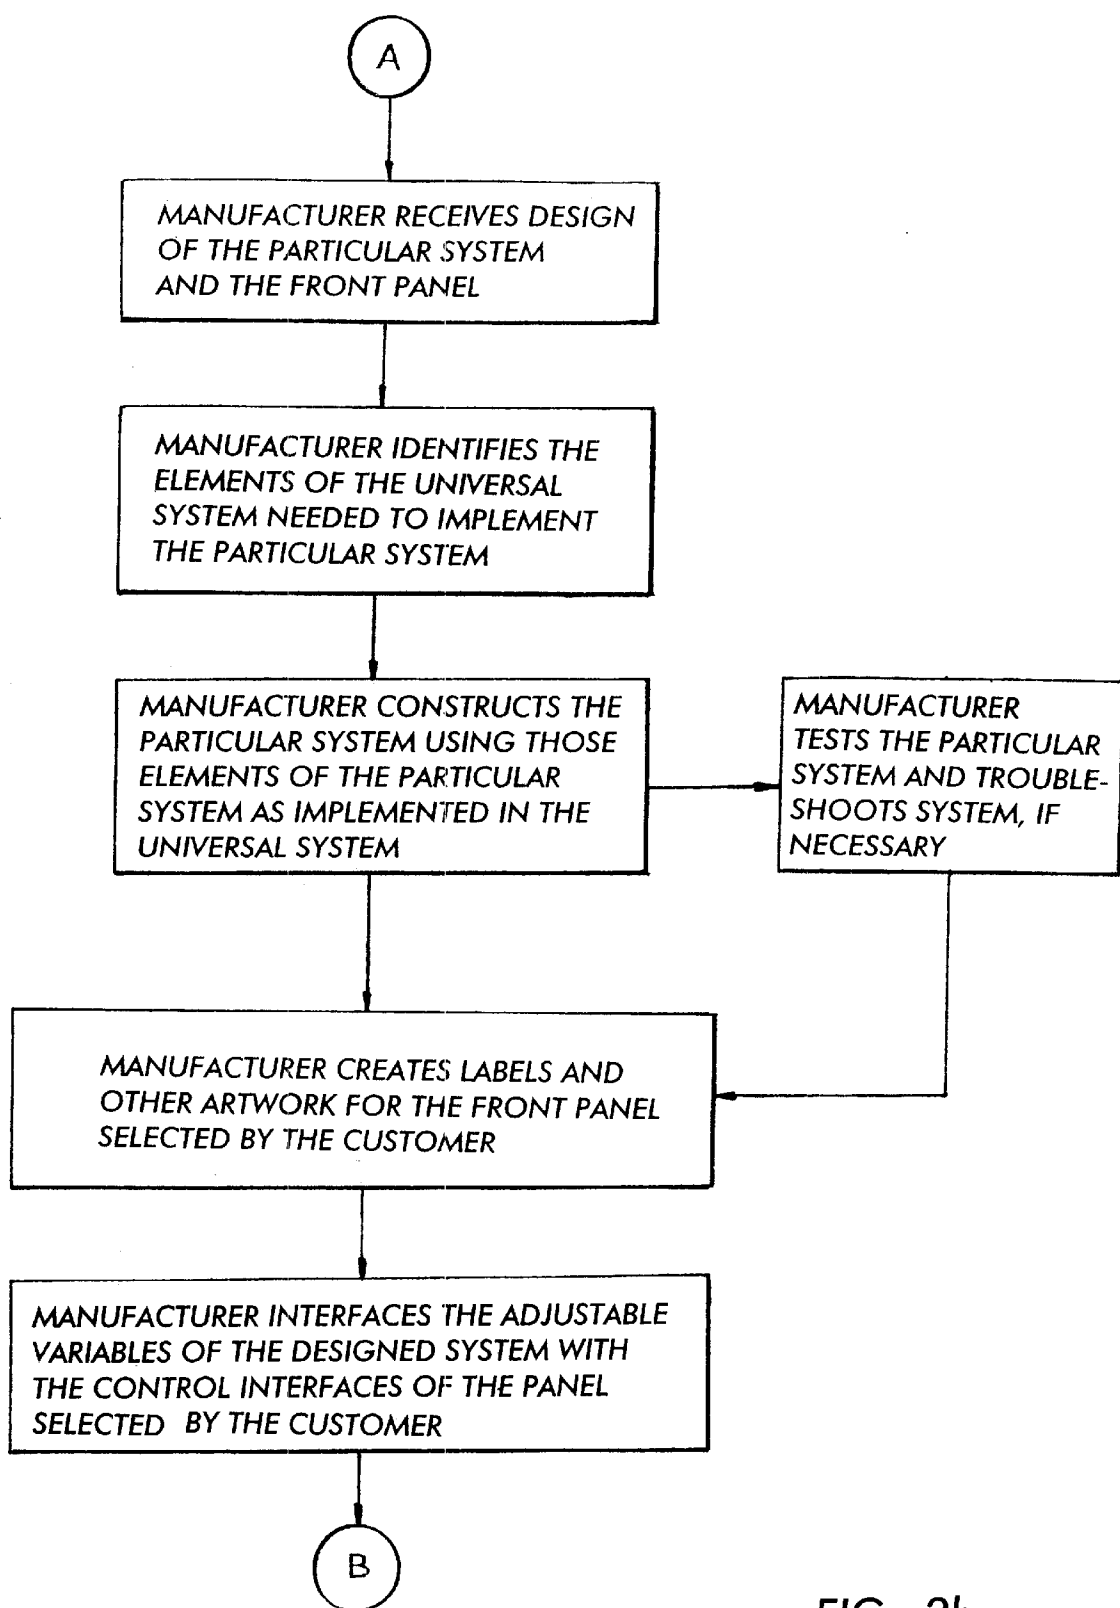 A
MANUFACTURER RECEIVES DESIGN
OF THE PARTICULAR SYSTEM
AND THE FRONT PANEL
MANUFACTURER IDENTIFIES THE
ELEMENTS OF THE UNIVERSAL
SYSTEM NEEDED TO IMPLEMENT
THE PARTICULAR SYSTEM
MANUFACTURER CONSTRUCTS THE
PARTICULAR SYSTEM USING THOSE
ELEMENTS OF THE PARTICULAR
SYSTEM AS IMPLEMENTED IN THE
UNIVERSAL SYSTEM
MANUFACTURER
TESTS THE PARTICULAR
SYSTEM AND TROUBLE-
SHOOTS SYSTEM, IF
NECESSARY
MANUFACTURER CREATES LABELS AND
OTHER ARTWORK FOR THE FRONT PANEL
SELECTED BY THE CUSTOMER
MANUFACTURER INTERFACES THE ADJUSTABLE
VARIABLES OF THE DESIGNED SYSTEM WITH
THE CONTROL INTERFACES OF THE PANEL
SELECTED BY THE CUSTOMER
B